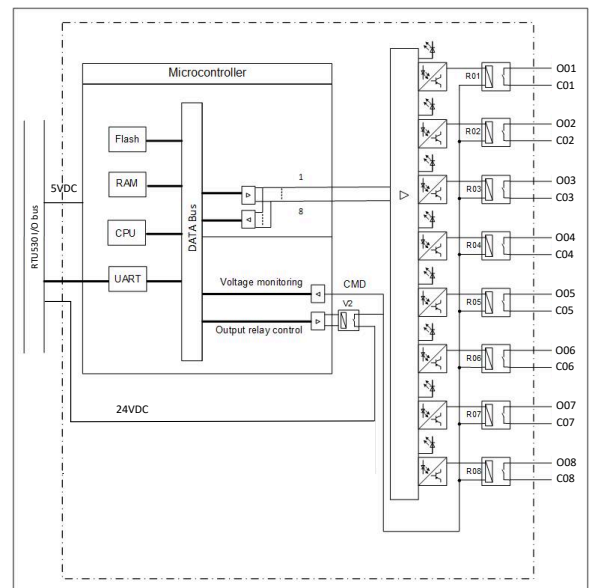 Microcontroller
Flash
RAM
CPU
UART
DATA Bus
RTU530 I/O bus
5VDC
24VDC
1
8
Voltage monitoring
CMD
V2
Output relay control
R01
O01
C01
R02
O02
C02
R03
O03
C03
R04
O04
C04
R05
O05
C05
R06
O06
C06
R07
O07
C07
R08
O08
C08